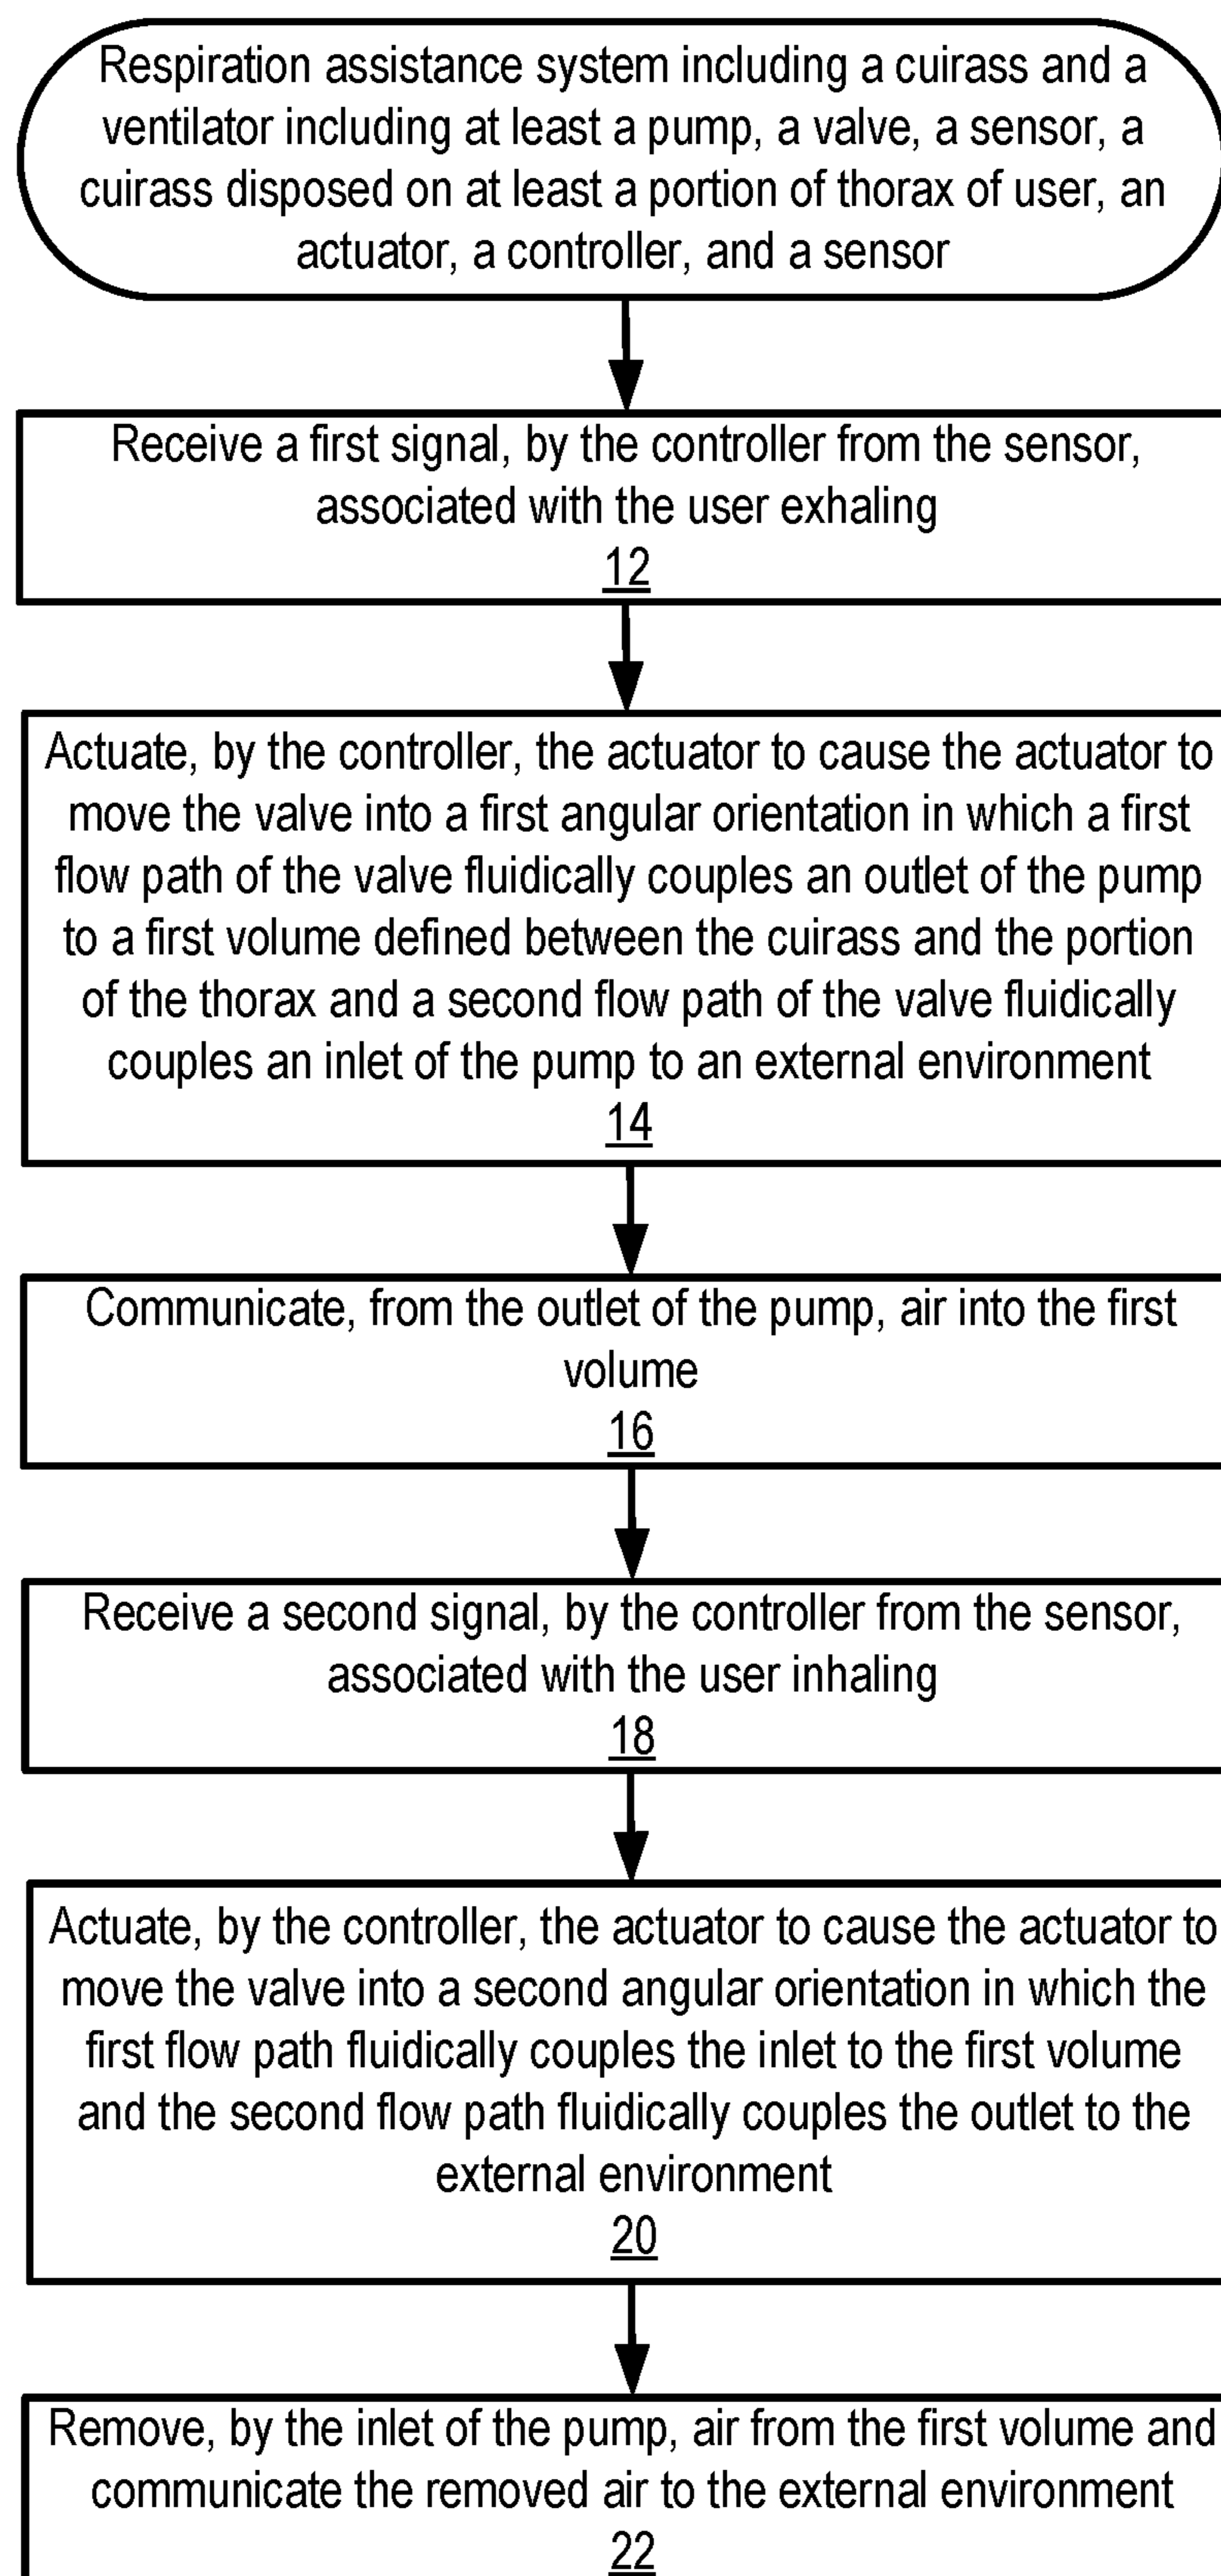 Respiration assistance system including a cuirass and a
ventilator including at least a pump, a valve, a sensor, a
cuirass disposed on at least a portion of thorax of user, an
actuator, a controller, and a sensor
Receive a first signal, by the controller from the sensor,
associated with the user exhaling
12
Actuate, by the controller, the actuator to cause the actuator to
move the valve into a first angular orientation in which a first
flow path of the valve fluidically couples an outlet of the pump
to a first volume defined between the cuirass and the portion
of the thorax and a second flow path of the valve fluidically
couples an inlet of the pump to an external environment
14
Communicate, from the outlet of the pump, air into the first
volume
16
Receive a second signal, by the controller from the sensor,
associated with the user inhaling
18
Actuate, by the controller, the actuator to cause the actuator to
move the valve into a second angular orientation in which the
first flow path fluidically couples the inlet to the first volume
and the second flow path fluidically couples the outlet to the
external environment
20
Remove, by the inlet of the pump, air from the first volume and
communicate the removed air to the external environment
22